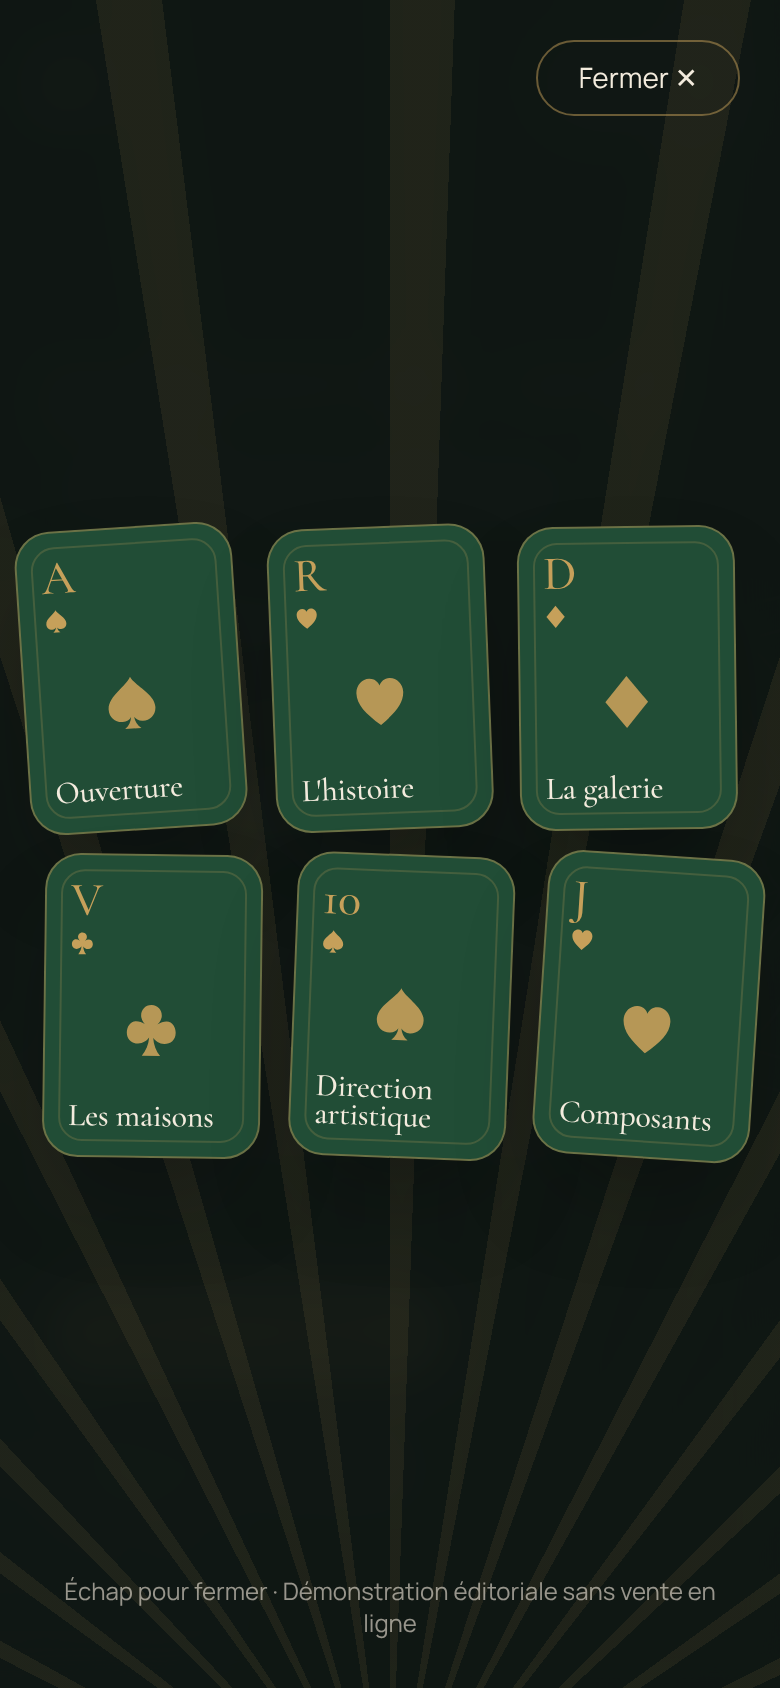 Fermer ✕
A
Ouverture
R
L'histoire
D
La galerie
V
Les maisons
10
Direction
artistique
J
Composants
Échap pour fermer · Démonstration éditoriale sans vente en
ligne